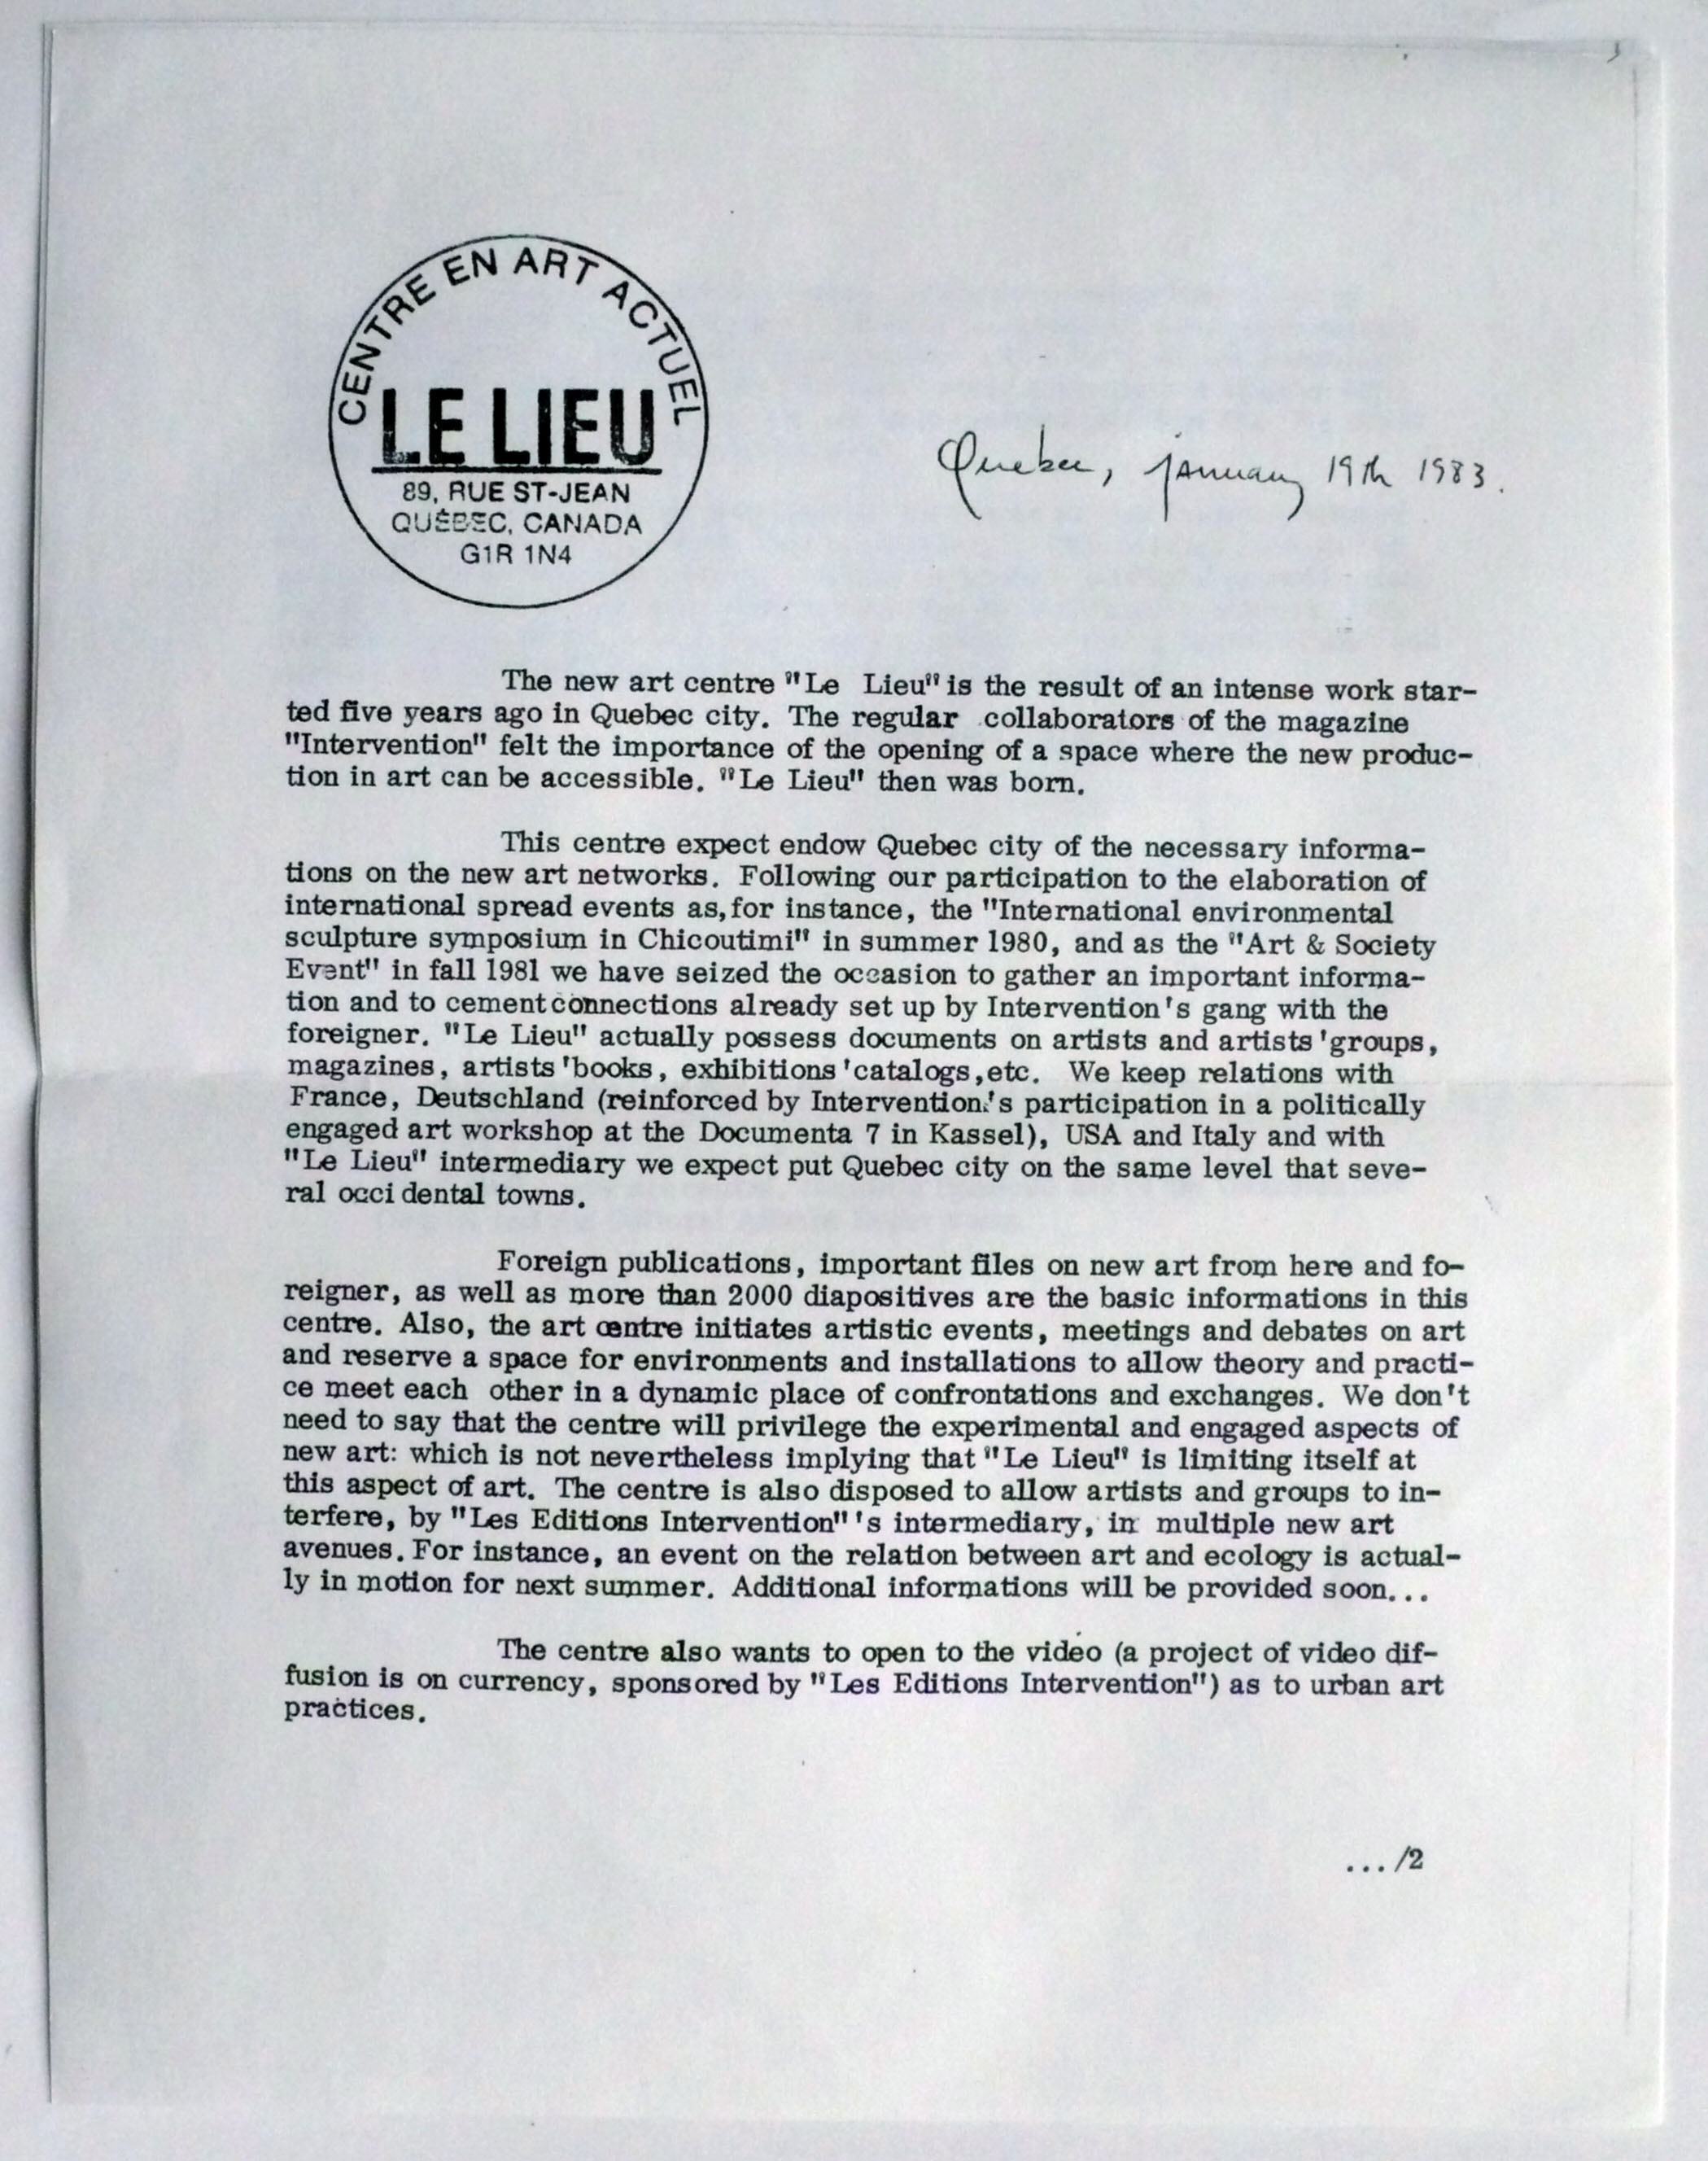 CENTRE EN ART ACTUEL
LE LIEU
89, RUE ST-JEAN
QUÉBEC, CANADA
G1R 1N4
Quebec, january 19th 1983.
The new art centre "Le Lieu" is the result of an intense work star-
ted five years ago in Quebec city. The regular collaborators of the magazine
"Intervention" felt the importance of the opening of a space where the new produc-
tion in art can be accessible. "Le Lieu" then was born.
This centre expect endow Quebec city of the necessary informa-
tions on the new art networks. Following our participation to the elaboration of
international spread events as, for instance, the "International environmental
sculpture symposium in Chicoutimi" in summer 1980, and as the "Art & Society
Event" in fall 1981 we have seized the occasion to gather an important informa-
tion and to cement connections already set up by Intervention's gang with the
foreigner. "Le Lieu" actually possess documents on artists and artists 'groups,
magazines, artists 'books, exhibitions 'catalogs, etc. We keep relations with
France, Deutschland (reinforced by Intervention's participation in a politically
engaged art workshop at the Documenta 7 in Kassel), USA and Italy and with
"Le Lieu" intermediary we expect put Quebec city on the same level that seve-
ral occidental towns.
Foreign publications, important files on new art from here and fo-
reigner, as well as more than 2000 diapositives are the basic informations in this
centre. Also, the art centre initiates artistic events, meetings and debates on art
and reserve a space for environments and installations to allow theory and practi-
ce meet each other in a dynamic place of confrontations and exchanges. We don't
need to say that the centre will privilege the experimental and engaged aspects of
new art: which is not nevertheless implying that "Le Lieu" is limiting itself at
this aspect of art. The centre is also disposed to allow artists and groups to in-
terfere, by "Les Editions Intervention" 's intermediary, in multiple new art
avenues. For instance, an event on the relation between art and ecology is actual-
ly in motion for next summer. Additional informations will be provided soon...
The centre also wants to open to the video (a project of video dif-
fusion is on currency, sponsored by "Les Editions Intervention") as to urban art
practices.
... /2